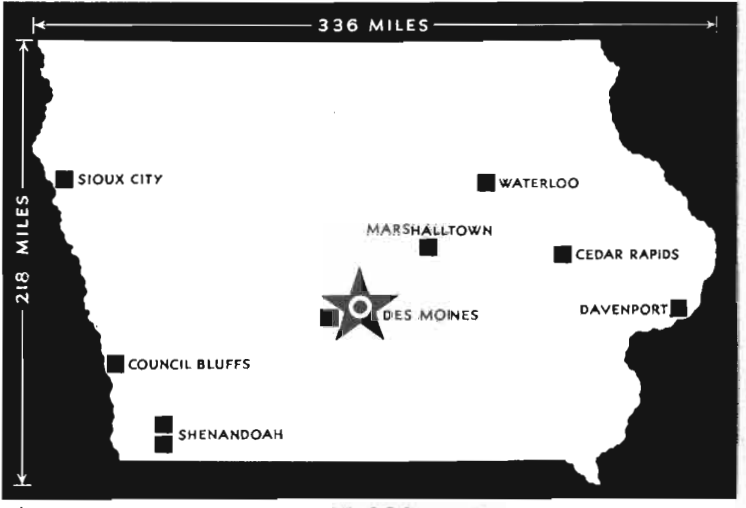 336 MILES
218 MILES
SIOUX CITY
WATERLOO
MARSHALLTOWN
CEDAR RAPIDS
DAVENPORT
DES MOINES
COUNCIL BLUFFS
SHENANDOAH